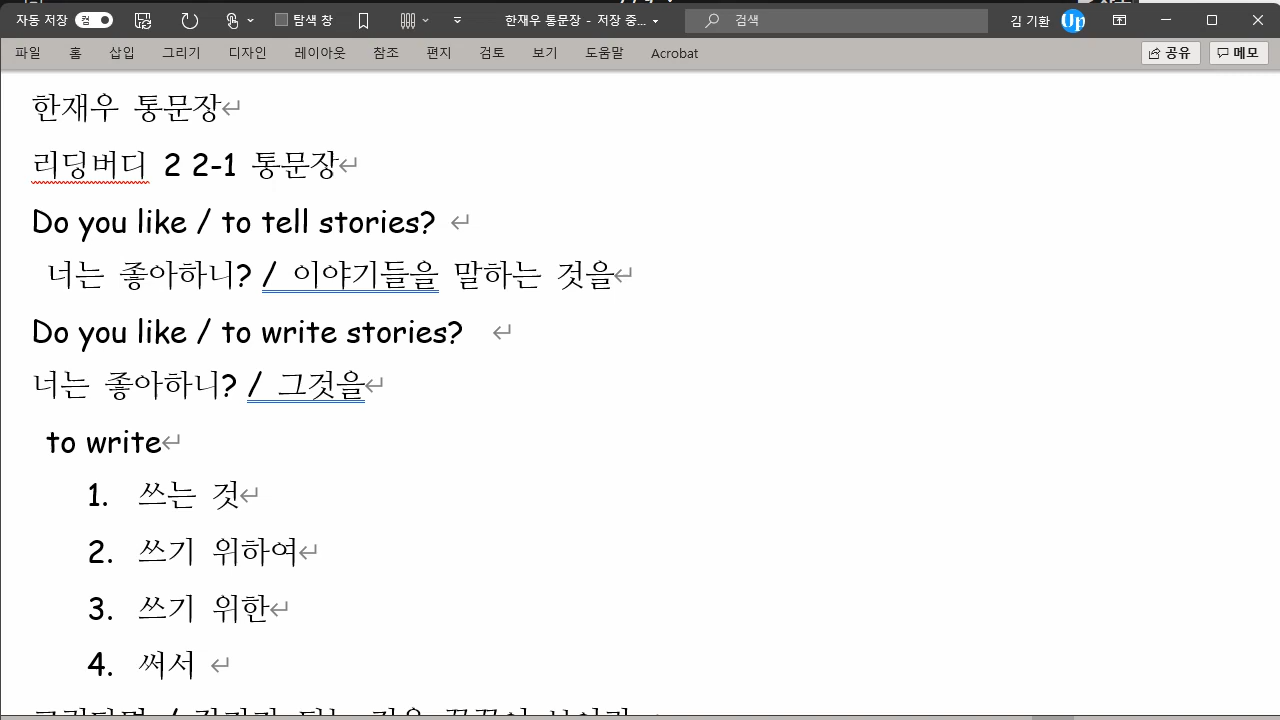 자동 저장 컴 탐색 창 한재우 통문장 - 저장 중... 검색 김 기환 Up
파일 홈 삽입 그리기 디자인 레이아웃 참조 편지 검토 보기 도움말 Acrobat 공유 메모
한재우 통문장
리딩버디 2 2-1 통문장
Do you like / to tell stories?
너는 좋아하니? / 이야기들을 말하는 것을
Do you like / to write stories?
너는 좋아하니? / 그것을
to write
1. 쓰는 것
2. 쓰기 위하여
3. 쓰기 위한
4. 써서